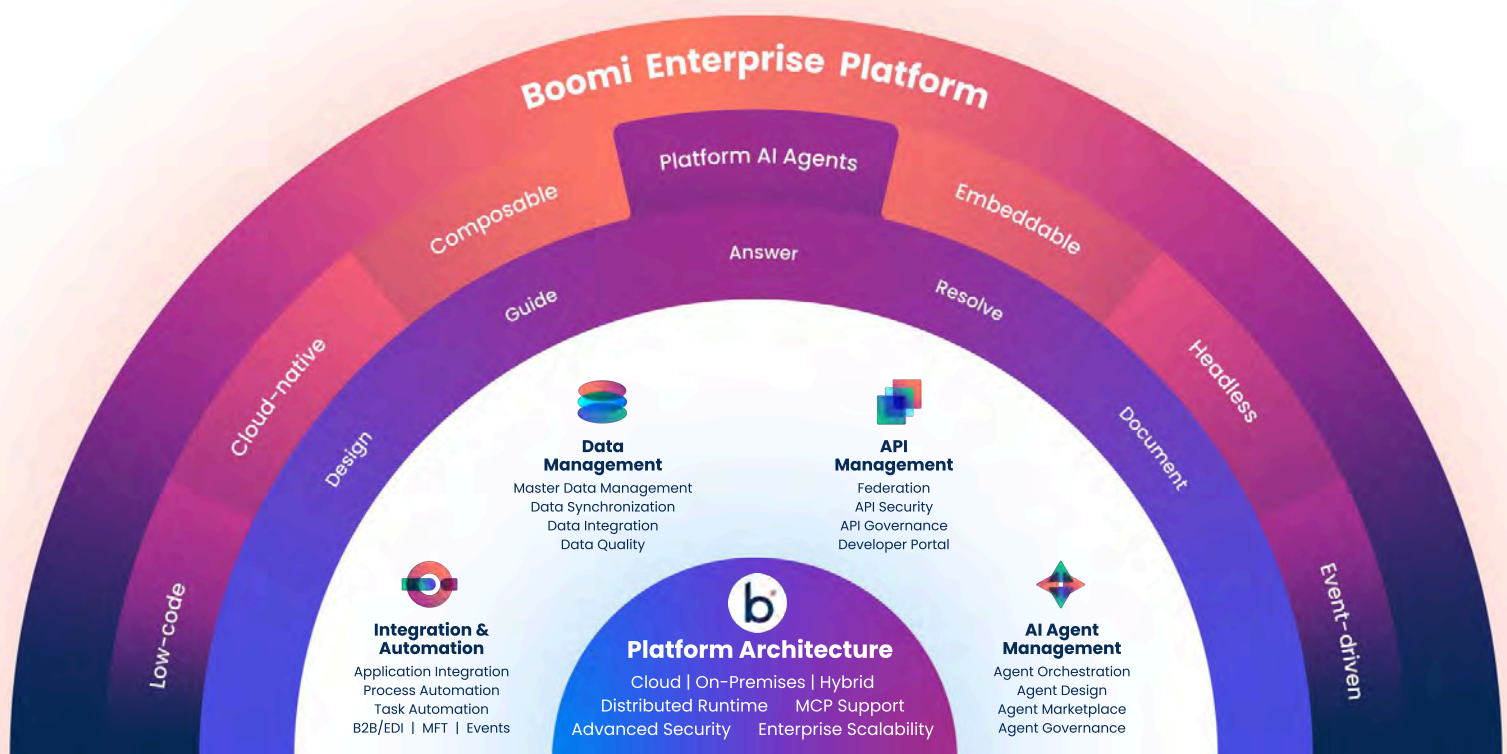 Boomi Enterprise Platform
Platform AI Agents
Low-code
Cloud-native
Composable
Embeddable
Headless
Event-driven
Design
Guide
Answer
Resolve
Document
Integration &
Automation
Application Integration
Process Automation
Task Automation
B2B/EDI | MFT | Events
Data
Management
Master Data Management
Data Synchronization
Data Integration
Data Quality
API
Management
Federation
API Security
API Governance
Developer Portal
AI Agent
Management
Agent Orchestration
Agent Design
Agent Marketplace
Agent Governance
b
Platform Architecture
Cloud | On-Premises | Hybrid
Distributed Runtime MCP Support
Advanced Security Enterprise Scalability